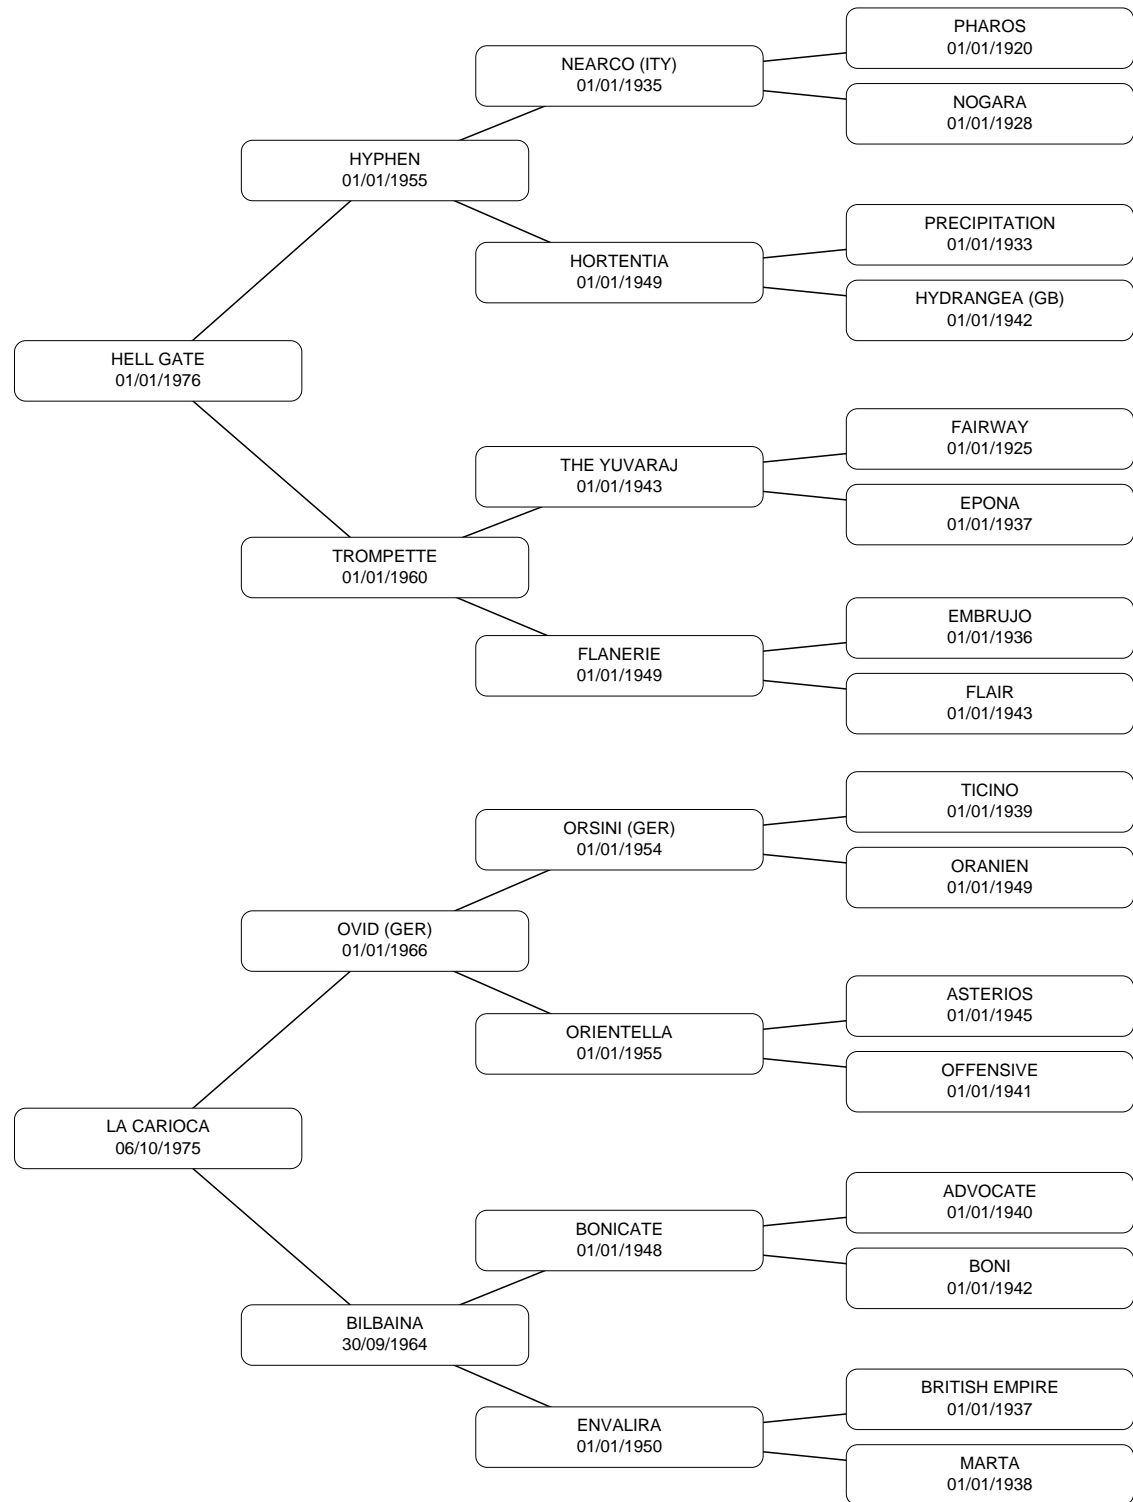 PHAROS
01/01/1920
NEARCO (ITY)
01/01/1935
NOGARA
01/01/1928
HYPHEN
01/01/1955
PRECIPITATION
01/01/1933
HORTENTIA
01/01/1949
HYDRANGEA (GB)
01/01/1942
HELL GATE
01/01/1976
FAIRWAY
01/01/1925
THE YUVARAJ
01/01/1943
EPONA
01/01/1937
TROMPETTE
01/01/1960
EMBRUJO
01/01/1936
FLANERIE
01/01/1949
FLAIR
01/01/1943
TICINO
01/01/1939
ORSINI (GER)
01/01/1954
ORANIEN
01/01/1949
OVID (GER)
01/01/1966
ASTERIOS
01/01/1945
ORIENTELLA
01/01/1955
OFFENSIVE
01/01/1941
LA CARIOCA
06/10/1975
ADVOCATE
01/01/1940
BONICATE
01/01/1948
BONI
01/01/1942
BILBAINA
30/09/1964
BRITISH EMPIRE
01/01/1937
ENVALIRA
01/01/1950
MARTA
01/01/1938